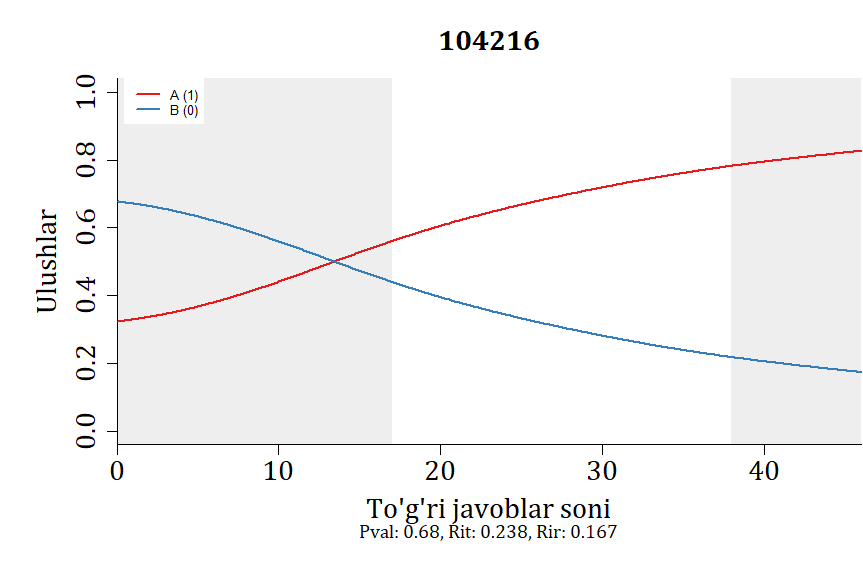 104216
A (1)
B (0)
1.0
0.8
0.6
0.4
0.2
0.0
Ulushlar
0 10 20 30 40
To'g'ri javoblar soni
Pval: 0.68, Rit: 0.238, Rir: 0.167